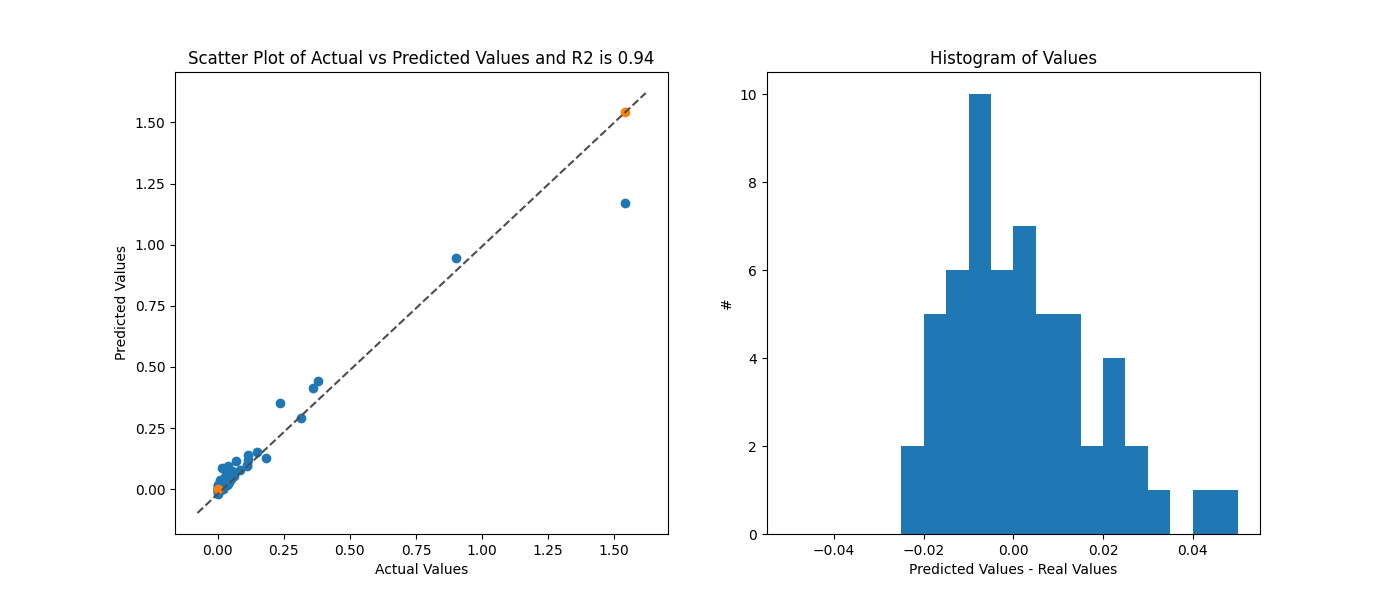 Scatter Plot of Actual vs Predicted Values and R2 is 0.94
1.50
1.25
1.00
0.75
0.50
0.25
0.00
Predicted Values
0.00 0.25 0.50 0.75 1.00 1.25 1.50
Actual Values
Histogram of Values
10
8
6
4
2
0
#
−0.04 −0.02 0.00 0.02 0.04
Predicted Values - Real Values